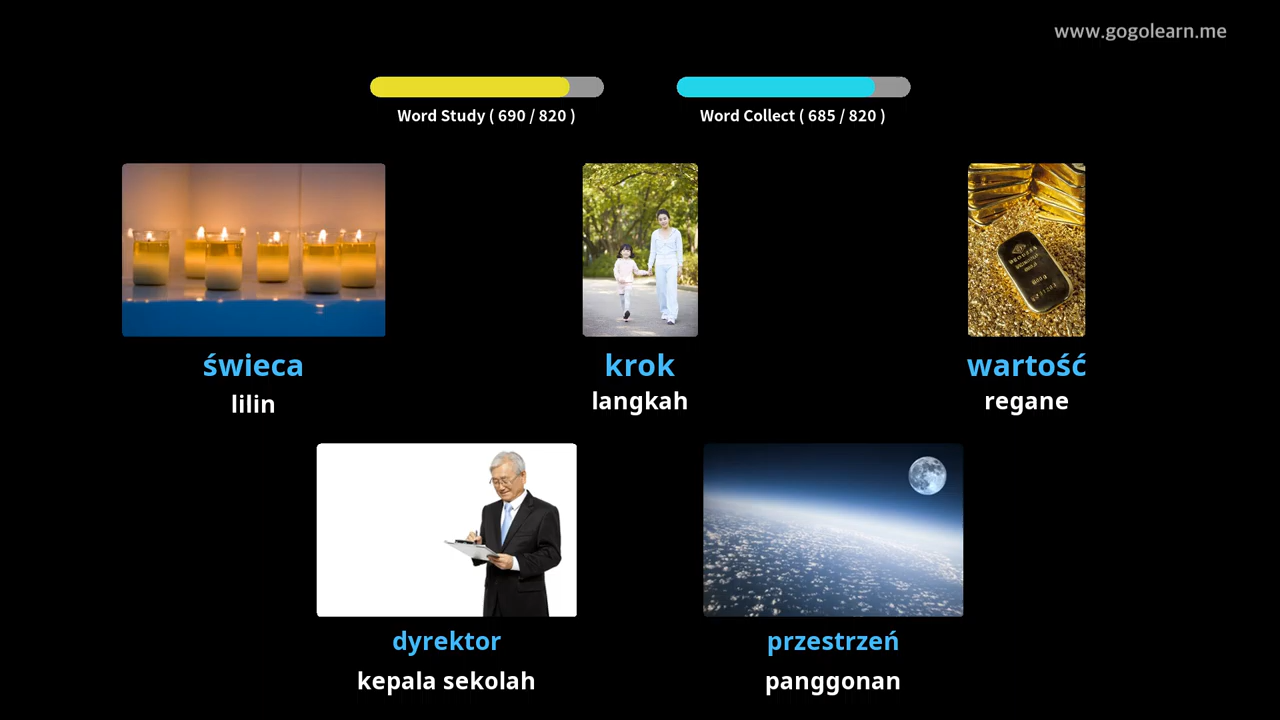 www.gogolearn.me
Word Study ( 690 / 820 )
Word Collect ( 685 / 820 )
świeca
krok
wartość
lilin
langkah
regane
dyrektor
przestrzeń
kepala sekolah
panggonan